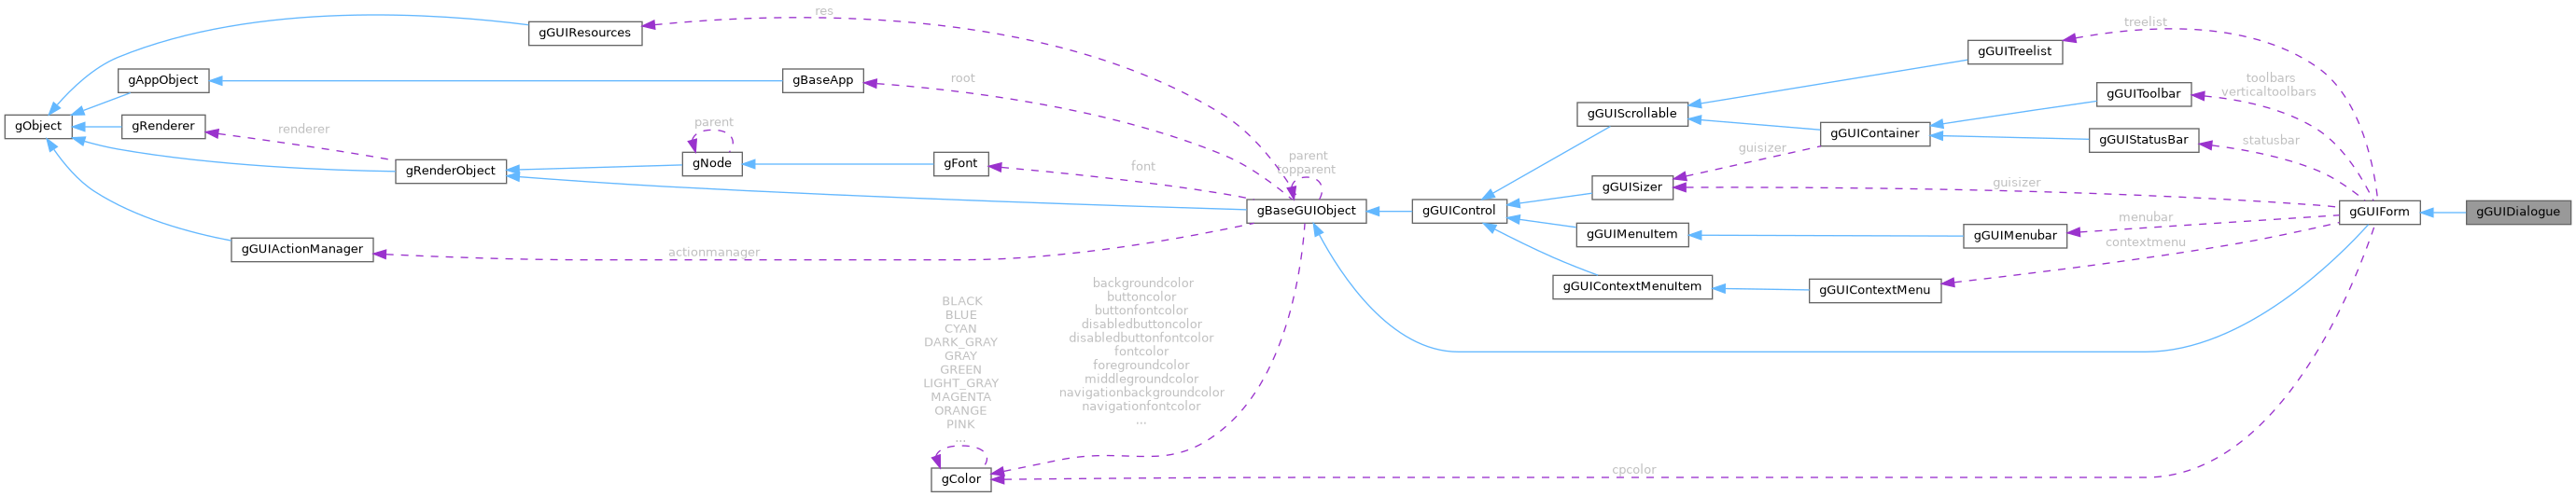 res
treelist
gGUIResources
gGUITreelist
gAppObject
gBaseApp
root
toolbars
verticaltoolbars
gGUIToolbar
gGUIScrollable
gObject
gRenderer
renderer
parent
gGUIContainer
gGUIStatusBar
statusbar
gRenderObject
gNode
gFont
font
parent
topparent
guisizer
gGUISizer
guisizer
gBaseGUIObject
gGUIControl
gGUIForm
gGUIDialogue
gGUIMenuItem
gGUIMenubar
menubar
contextmenu
gGUIActionManager
actionmanager
gGUIContextMenuItem
gGUIContextMenu
BLACK
BLUE
CYAN
DARK_GRAY
GRAY
GREEN
LIGHT_GRAY
MAGENTA
ORANGE
PINK
...
backgroundcolor
buttoncolor
buttonfontcolor
disabledbuttoncolor
disabledbuttonfontcolor
fontcolor
foregroundcolor
middlegroundcolor
navigationbackgroundcolor
navigationfontcolor
...
cpcolor
gColor